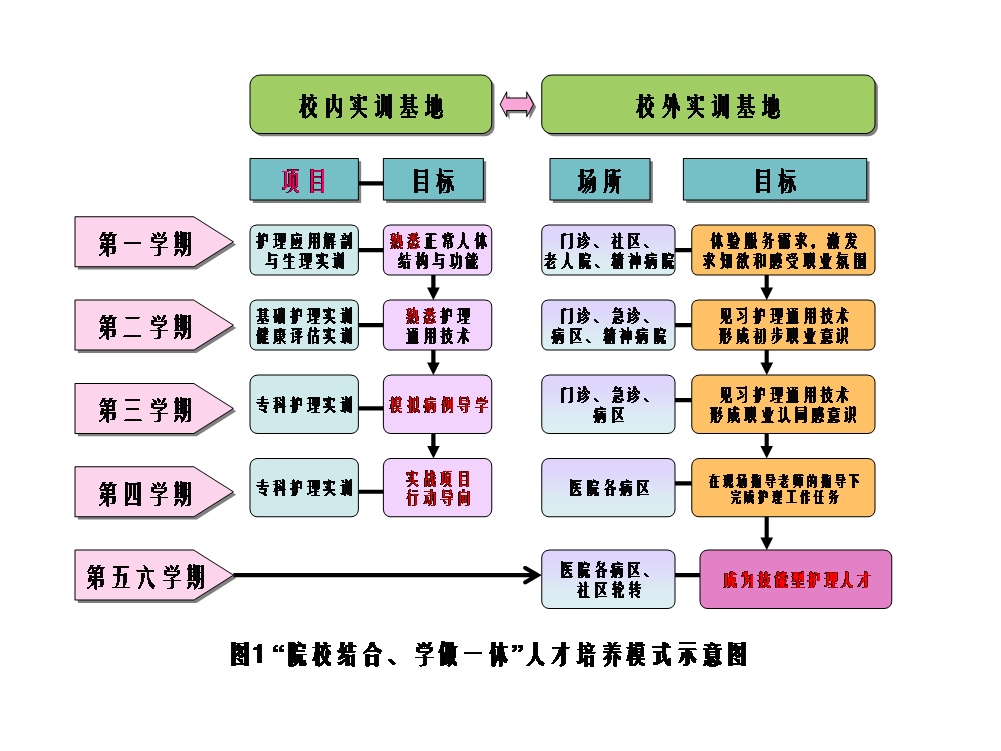 校内实训基地
校外实训基地
项目
目标
场所
目标
第一学期
护理应用解剖
与生理实训
熟悉正常人体
结构与功能
门诊、社区、
老人院、精神病院
体验服务需求，激发
求知欲和感受职业氛围
第二学期
基础护理实训
健康评估实训
熟悉护理
通用技术
门诊、急诊、
病区、精神病院
见习护理通用技术
形成初步职业意识
第三学期
专科护理实训
模拟病例导学
门诊、急诊、
病区
见习护理通用技术
形成职业认同感意识
第四学期
专科护理实训
实战项目
行动导向
医院各病区
在现场指导老师的指导下
完成护理工作任务
第五六学期
医院各病区、
社区轮转
成为技能型护理人才
图1 “院校结合、学做一体”人才培养模式示意图